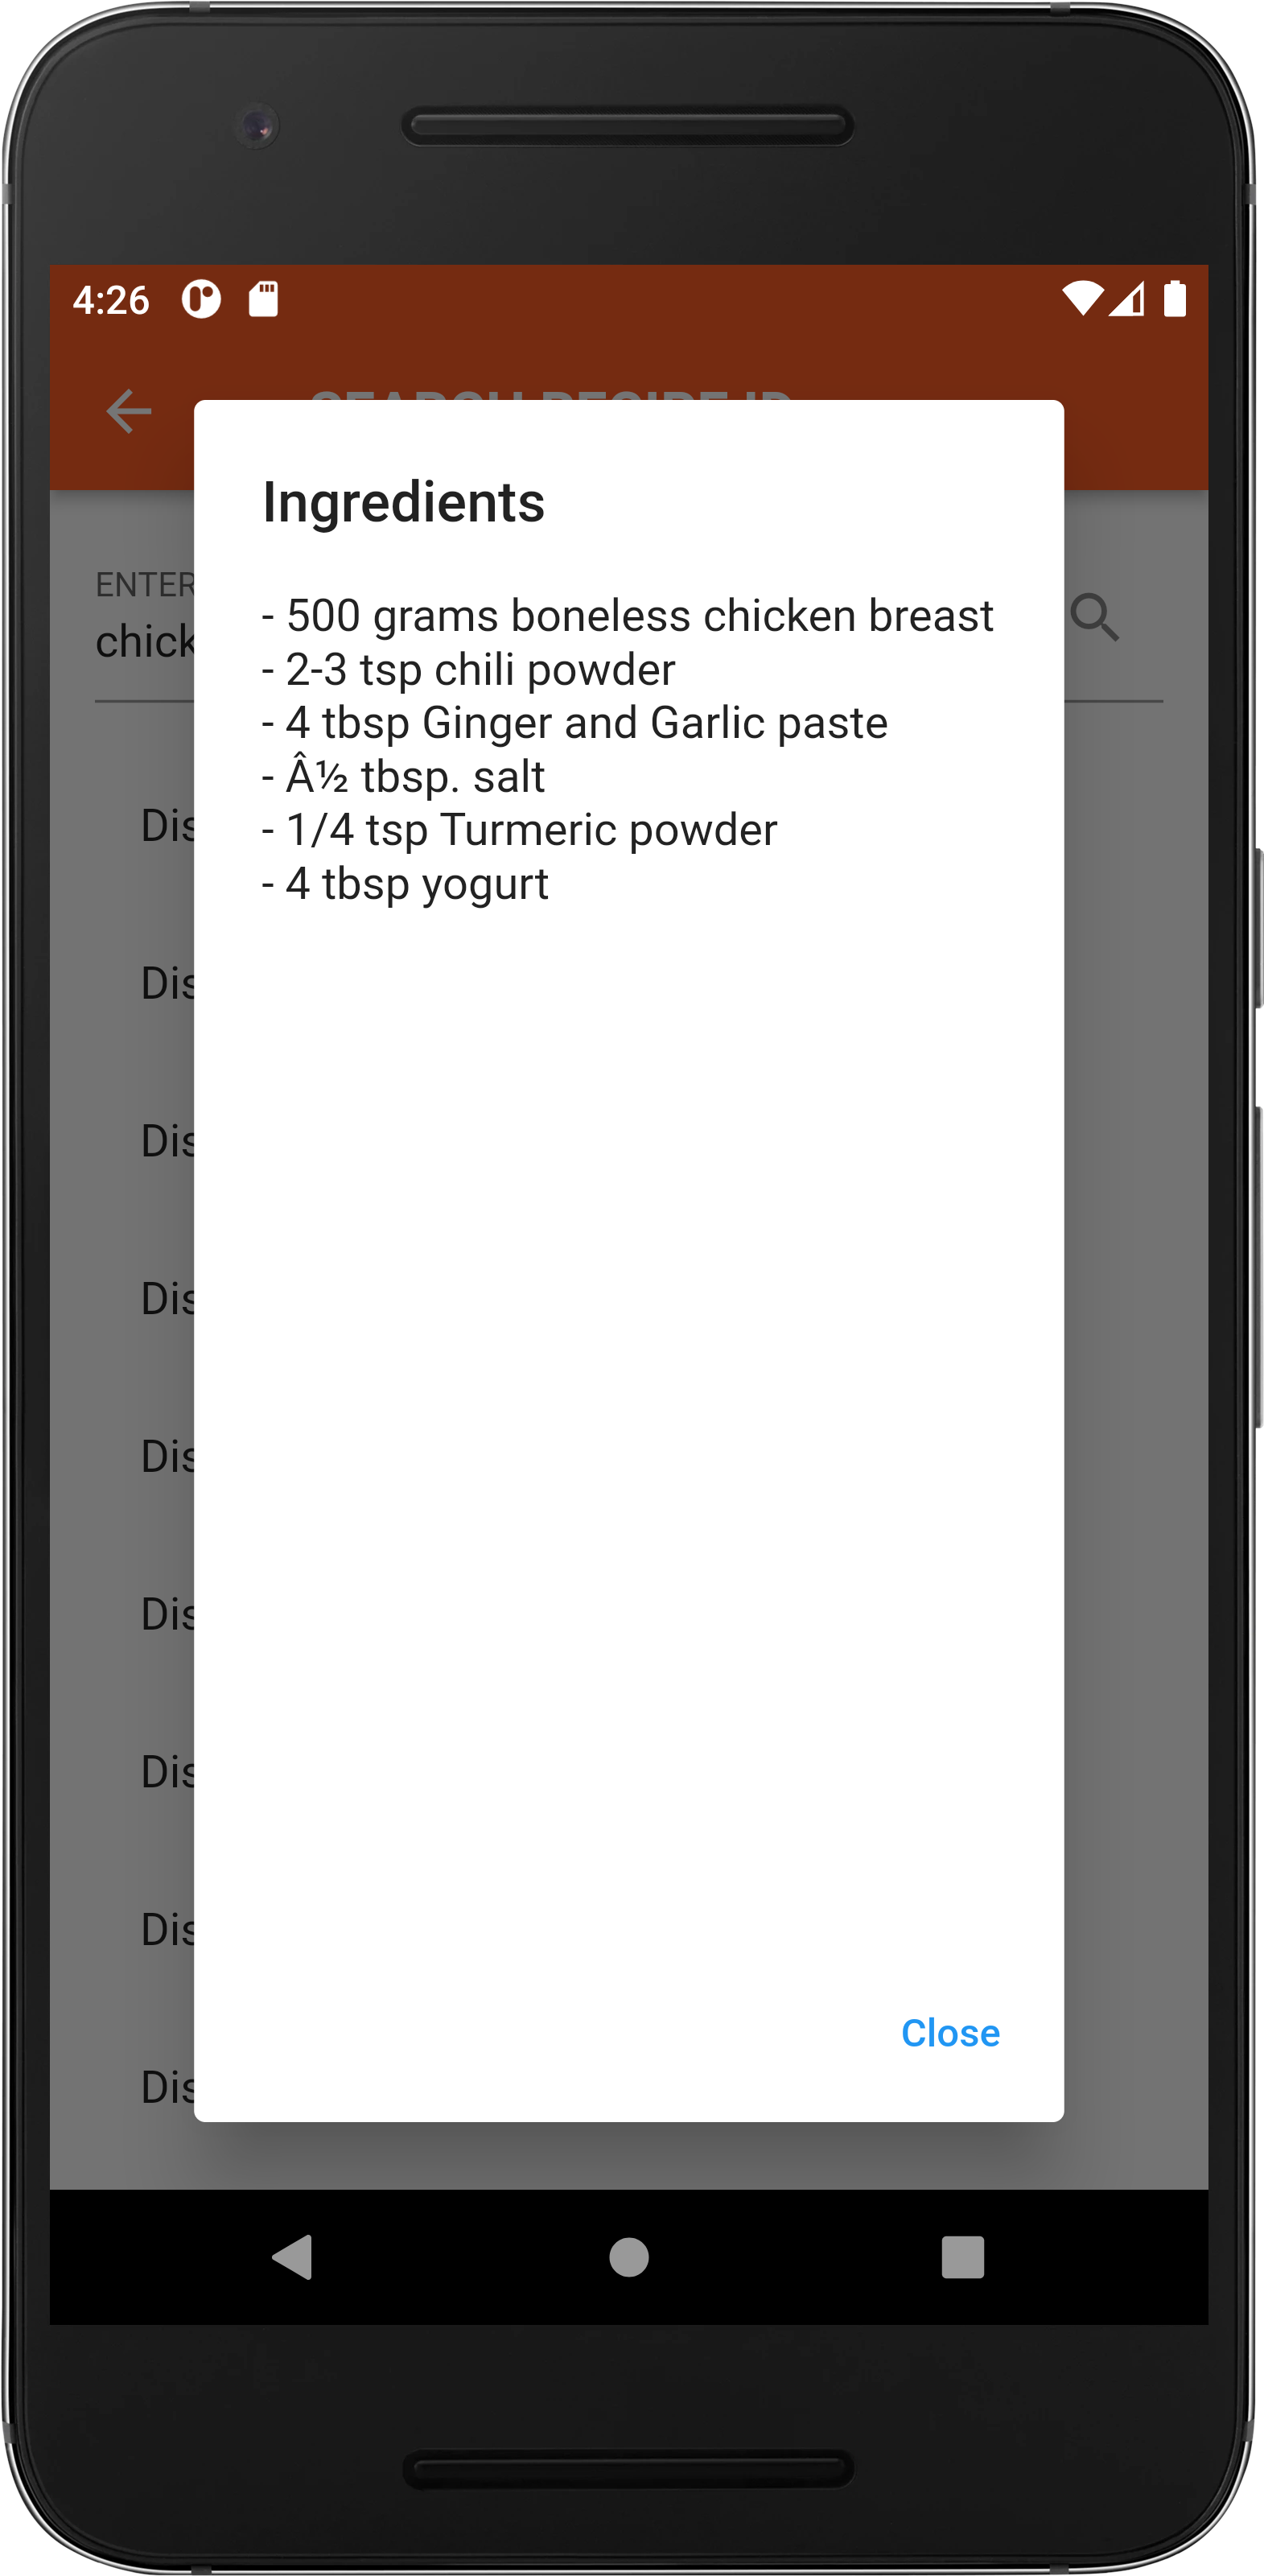 4:26
Ingredients
- 500 grams boneless chicken breast
- 2-3 tsp chili powder
- 4 tbsp Ginger and Garlic paste
- Â½ tbsp. salt
- 1/4 tsp Turmeric powder
- 4 tbsp yogurt
ENTER
chick
Dis
Dis
Dis
Dis
Dis
Dis
Dis
Dis
Dis
Close